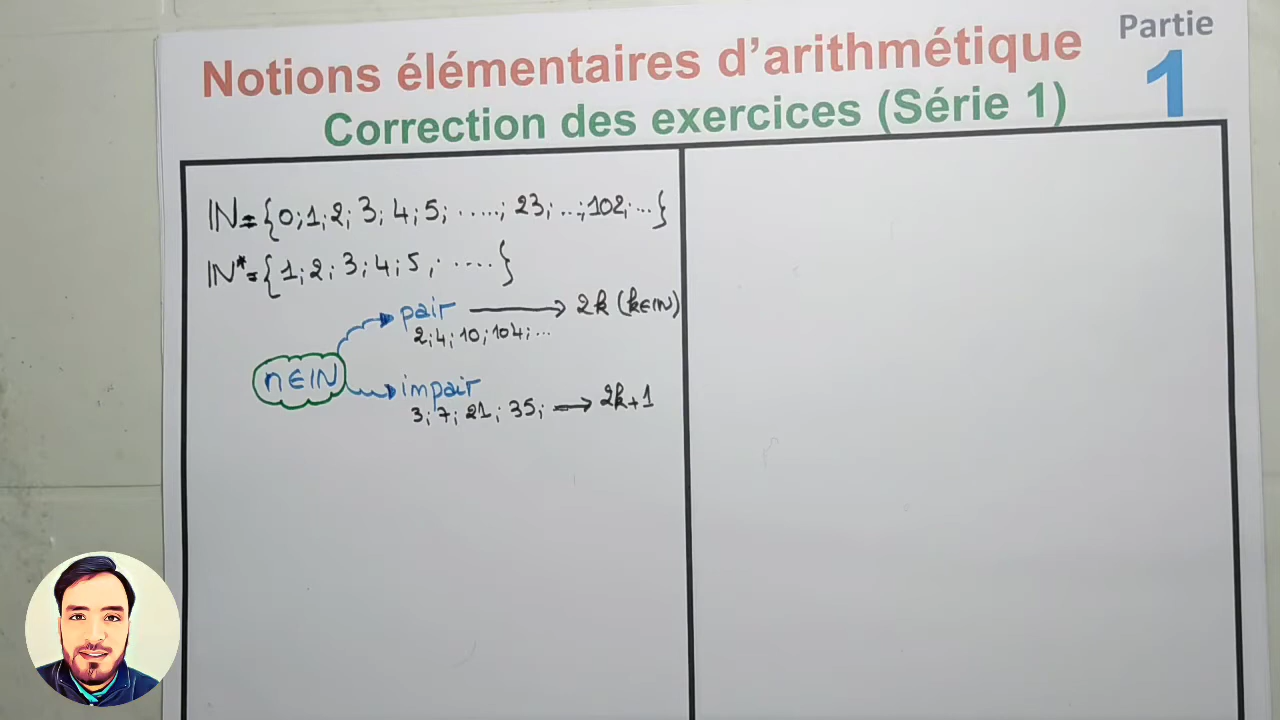 Notions élémentaires d'arithmétique
Partie
1
Correction des exercices (Série 1)
IN={0;1;2; 3; 4; 5; .....; 23; ...;102;...}
IN*={1;2; 3;4;5, ·....}
pair → 2k (k∈IN)
2;4;10;104;...
n∈IN
impair
3; 7; 21; 35; → 2k+1